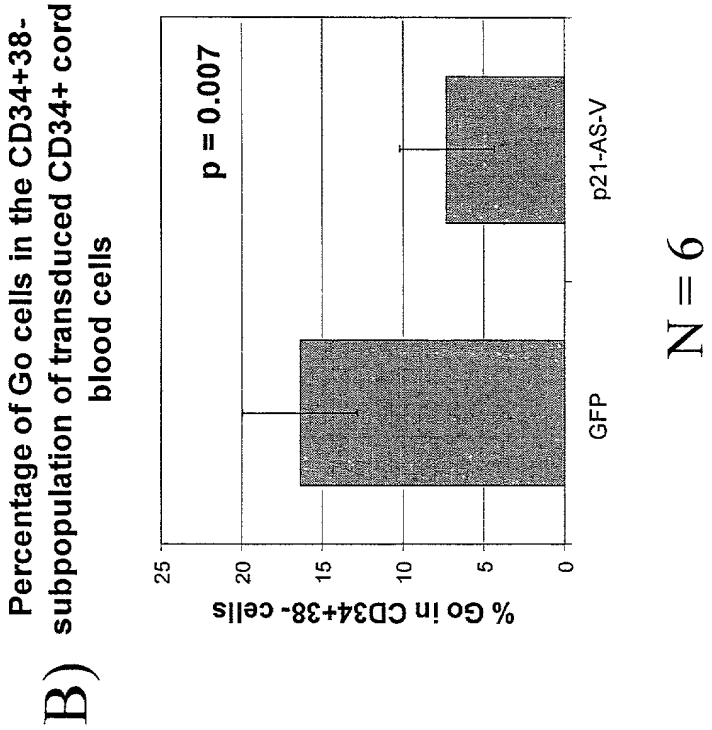 B)
Percentage of Go cells in the CD34+38-
subpopulation of transduced CD34+ cord
blood cells
% Go in CD34+38- cells
25
20
15
10
5
0
p = 0.007
GFP
p21-AS-V
N = 6